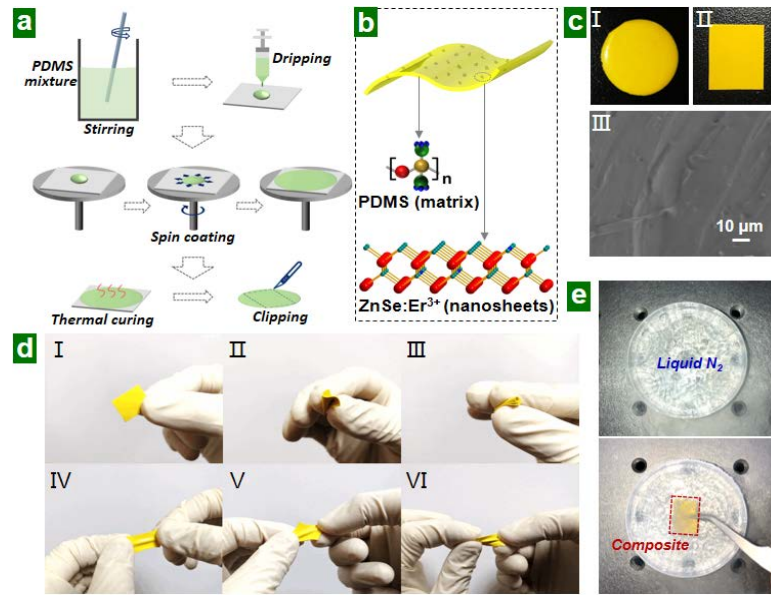 a
PDMS
mixture
Stirring
Dripping
Spin coating
Thermal curing
Clipping
b
n
PDMS (matrix)
ZnSe:Er³⁺ (nanosheets)
c
Ⅰ
Ⅱ
Ⅲ
10 μm
d
Ⅰ
Ⅱ
Ⅲ
Ⅳ
Ⅴ
Ⅵ
e
Liquid N₂
Composite